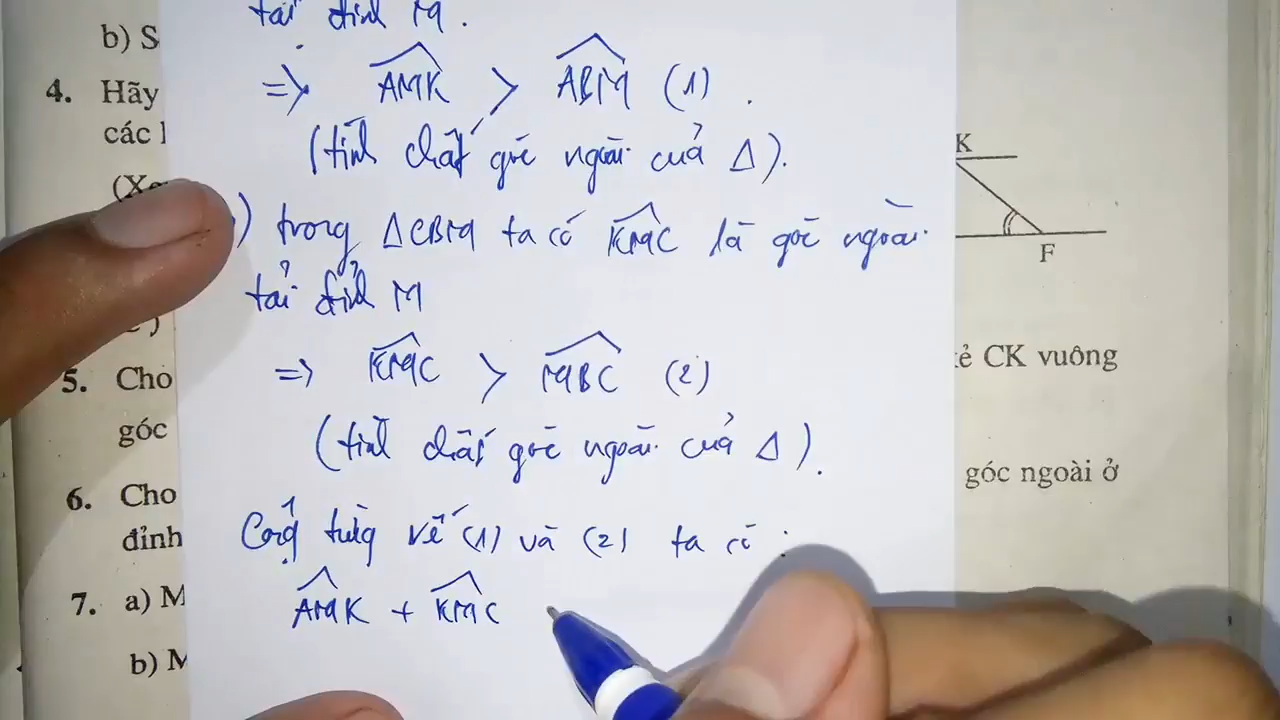 tại đỉnh M.
b) S
4. Hãy
các l
=> AMK > ABM (1).
(tính chất góc ngoài của Δ).
K
F
) trong ΔCBM ta có KMC là góc ngoài
tại đỉnh M
=> KMC > MBC (2)
(tính chất góc ngoài của Δ).
5. Cho
góc
kẻ CK vuông
góc ngoài ở
6. Cho
đỉnh
Cộng từng vế (1) và (2) ta có :
AMK + KMC
7. a) M
b) M